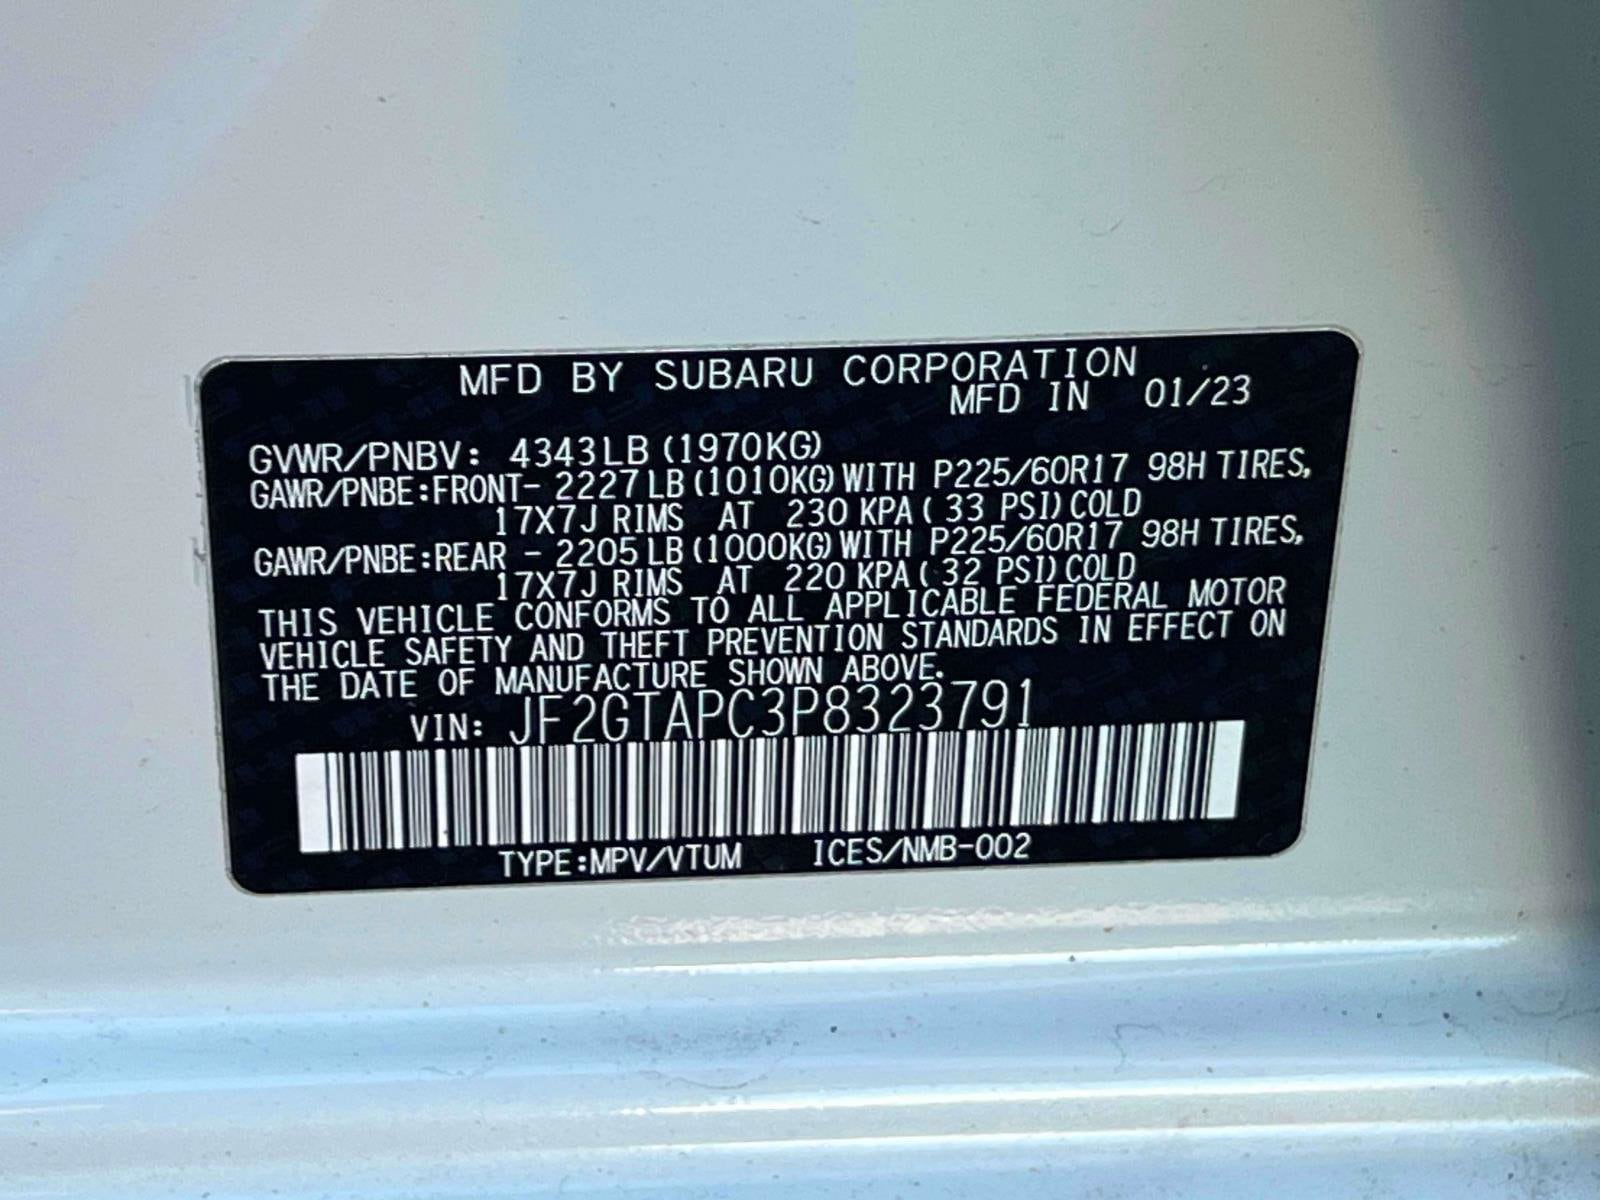 MFD BY SUBARU CORPORATION
MFD IN 01/23
GVWR/PNBV: 4343LB (1970KG)
GAWR/PNBE:FRONT- 2227LB (1010KG) WITH P225/60R17 98H TIRES,
17X7J RIMS AT 230 KPA ( 33 PSI) COLD
GAWR/PNBE:REAR - 2205LB (1000KG) WITH P225/60R17 98H TIRES,
17X7J RIMS AT 220 KPA ( 32 PSI) COLD
THIS VEHICLE CONFORMS TO ALL APPLICABLE FEDERAL MOTOR
VEHICLE SAFETY AND THEFT PREVENTION STANDARDS IN EFFECT ON
THE DATE OF MANUFACTURE SHOWN ABOVE.
VIN: JF2GTAPC3P8323791
TYPE:MPV/VTUM ICES/NMB-002